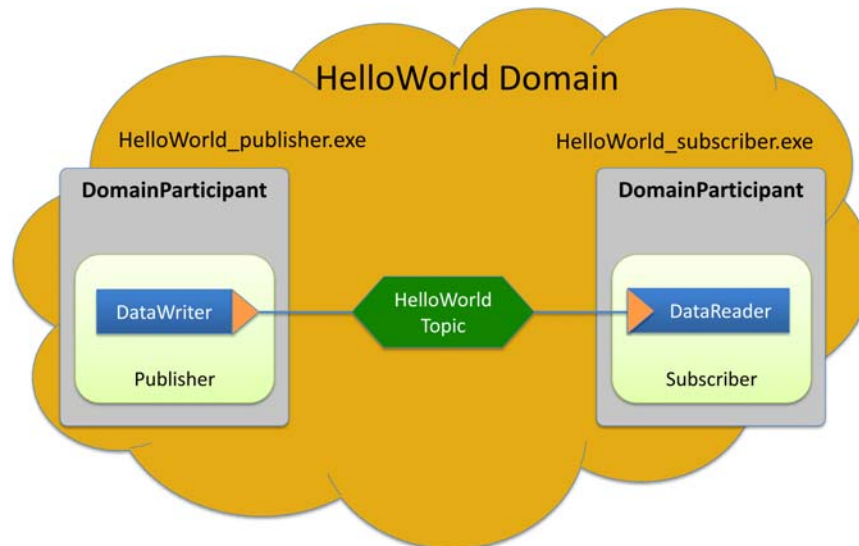 HelloWorld Domain
HelloWorld_publisher.exe
HelloWorld_subscriber.exe
DomainParticipant
DomainParticipant
DataWriter
HelloWorld
Topic
DataReader
Publisher
Subscriber